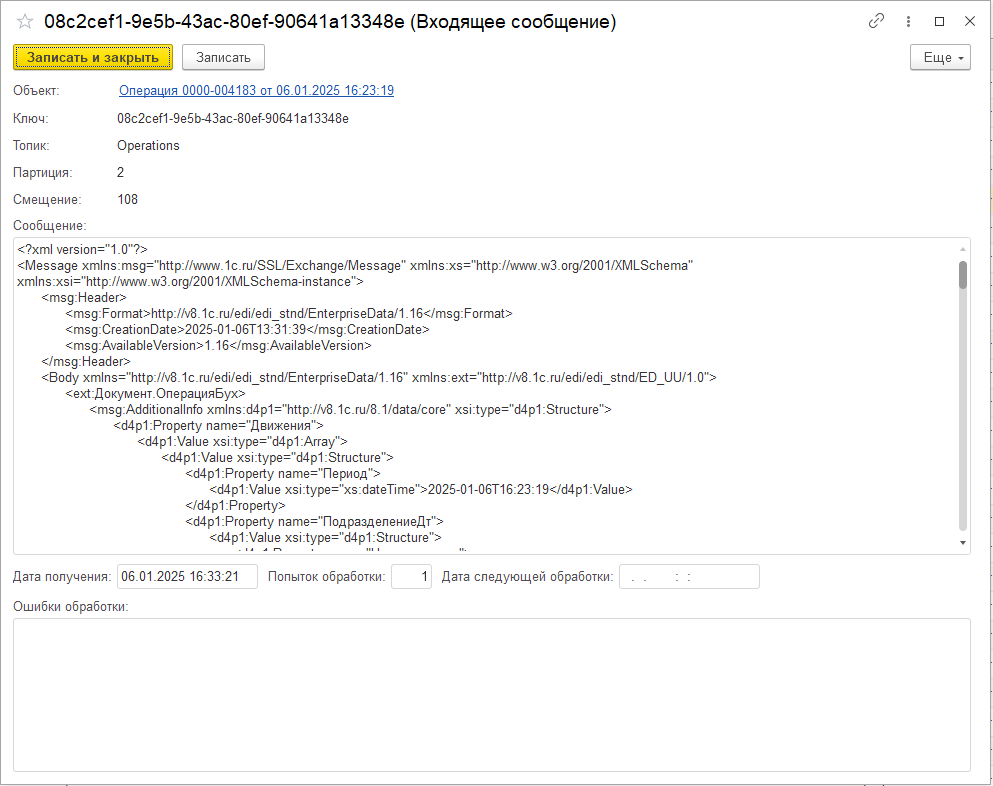 08c2cef1-9e5b-43ac-80ef-90641a13348e (Входящее сообщение)
Записать и закрыть Записать Еще
Объект: Операция 0000-004183 от 06.01.2025 16:23:19
Ключ: 08c2cef1-9e5b-43ac-80ef-90641a13348e
Топик: Operations
Партиция: 2
Смещение: 108
Сообщение:
<?xml version="1.0"?>
<Message xmlns:msg="http://www.1c.ru/SSL/Exchange/Message" xmlns:xs="http://www.w3.org/2001/XMLSchema"
xmlns:xsi="http://www.w3.org/2001/XMLSchema-instance">
<msg:Header>
<msg:Format>http://v8.1c.ru/edi/edi_stnd/EnterpriseData/1.16</msg:Format>
<msg:CreationDate>2025-01-06T13:31:39</msg:CreationDate>
<msg:AvailableVersion>1.16</msg:AvailableVersion>
</msg:Header>
<Body xmlns="http://v8.1c.ru/edi/edi_stnd/EnterpriseData/1.16" xmlns:ext="http://v8.1c.ru/edi/edi_stnd/ED_UU/1.0">
<ext:Документ.ОперацияБух>
<msg:AdditionalInfo xmlns:d4p1="http://v8.1c.ru/8.1/data/core" xsi:type="d4p1:Structure">
<d4p1:Property name="Движения">
<d4p1:Value xsi:type="d4p1:Array">
<d4p1:Value xsi:type="d4p1:Structure">
<d4p1:Property name="Период">
<d4p1:Value xsi:type="xs:dateTime">2025-01-06T16:23:19</d4p1:Value>
</d4p1:Property>
<d4p1:Property name="ПодразделениеДт">
<d4p1:Value xsi:type="d4p1:Structure">
Дата получения: 06.01.2025 16:33:21 Попыток обработки: 1 Дата следующей обработки: . . : :
Ошибки обработки: